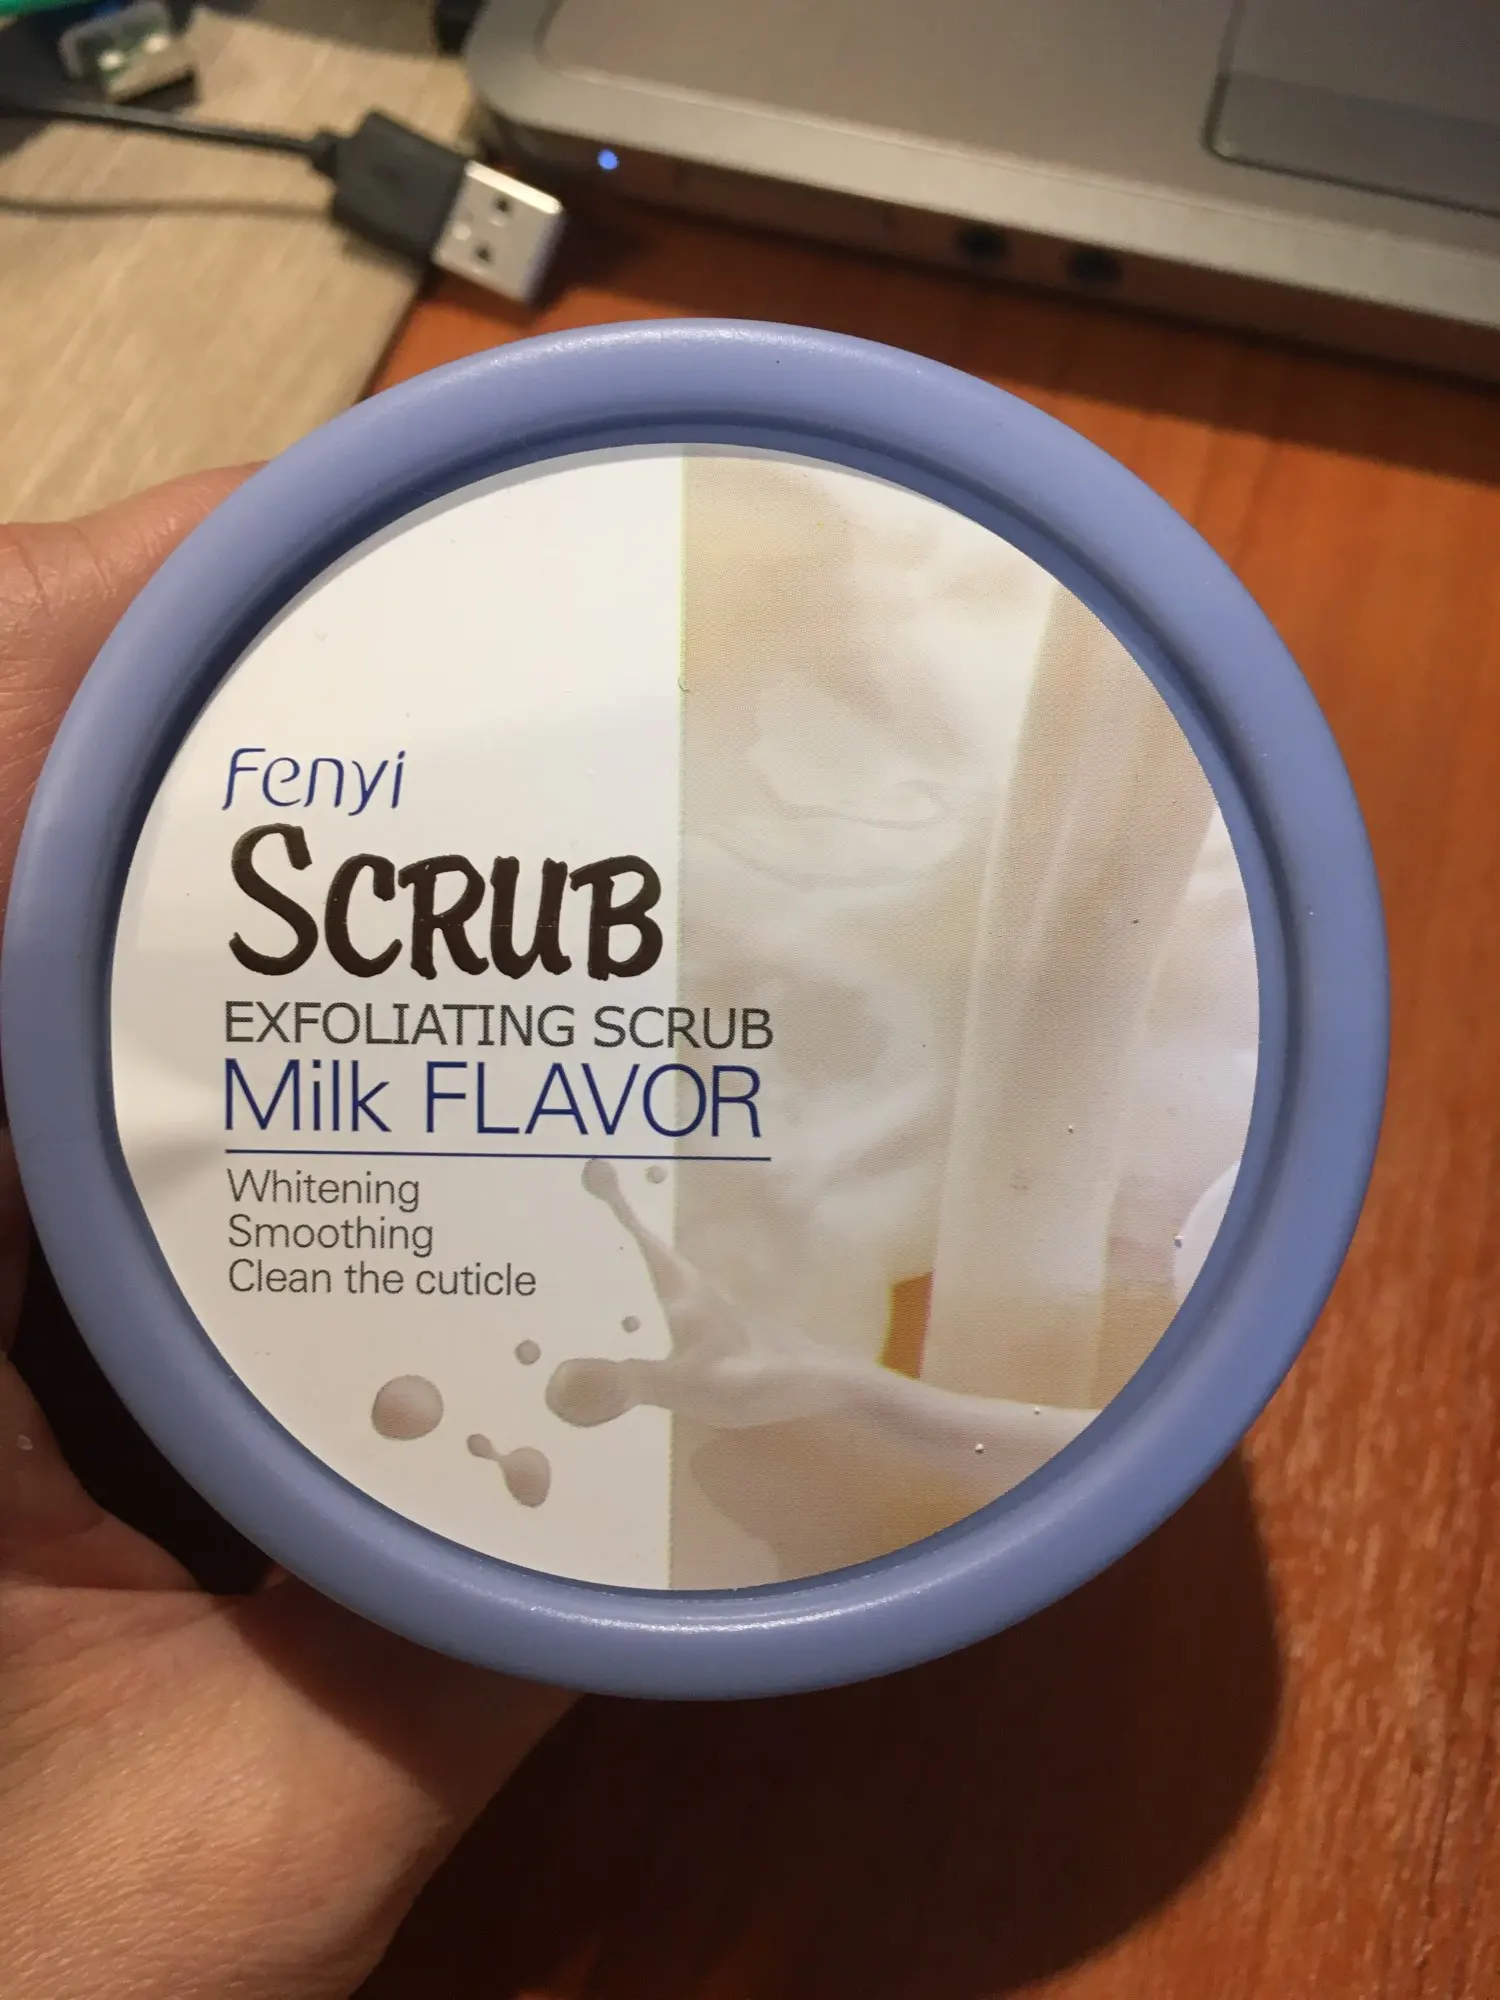 Fenyi
SCRUB
EXFOLIATING SCRUB
Milk FLAVOR
Whitening
Smoothing
Clean the cuticle